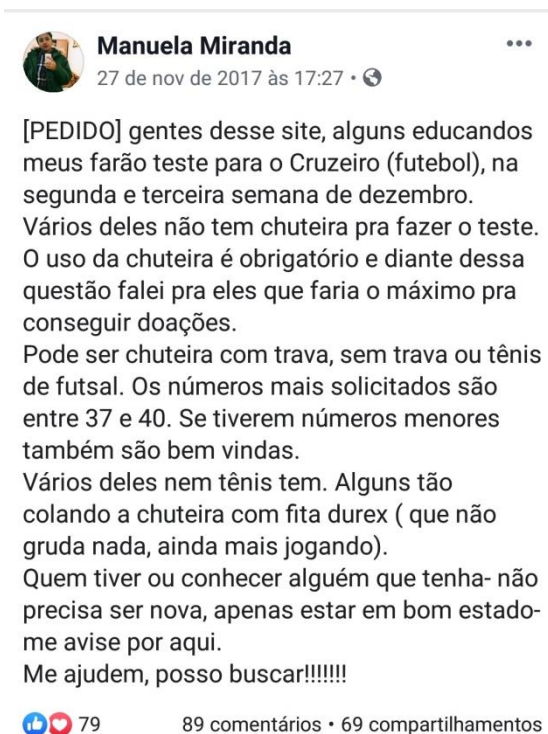 Manuela Miranda
27 de nov de 2017 às 17:27 •
[PEDIDO] gentes desse site, alguns educandos
meus farão teste para o Cruzeiro (futebol), na
segunda e terceira semana de dezembro.
Vários deles não tem chuteira pra fazer o teste.
O uso da chuteira é obrigatório e diante dessa
questão falei pra eles que faria o máximo pra
conseguir doações.
Pode ser chuteira com trava, sem trava ou tênis
de futsal. Os números mais solicitados são
entre 37 e 40. Se tiverem números menores
também são bem vindas.
Vários deles nem tênis tem. Alguns tão
colando a chuteira com fita durex ( que não
gruda nada, ainda mais jogando).
Quem tiver ou conhecer alguém que tenha- não
precisa ser nova, apenas estar em bom estado-
me avise por aqui.
Me ajudem, posso buscar!!!!!!!
79 89 comentários • 69 compartilhamentos